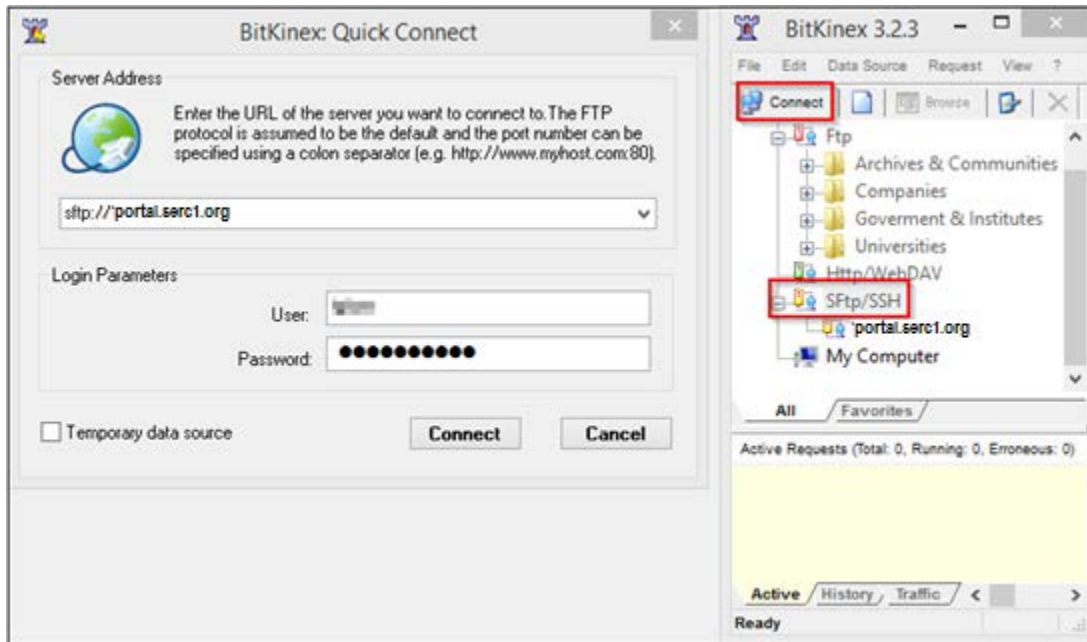 BitKinex: Quick Connect
Server Address
Enter the URL of the server you want to connect to.The FTP
protocol is assumed to be the default and the port number can be
specified using a colon separator (e.g. http://www.myhost.com:80).
sftp://'portal.serc1.org
Login Parameters
User:
Password:
Temporary data source
Connect
Cancel
BitKinex 3.2.3
File Edit Data Source Request View ?
Connect Browse
Ftp
Archives & Communities
Companies
Goverment & Institutes
Universities
Http/WebDAV
SFtp/SSH
'portal.serc1.org
My Computer
All Favorites
Active Requests (Total: 0, Running: 0, Erroneous: 0)
Active History Traffic
Ready